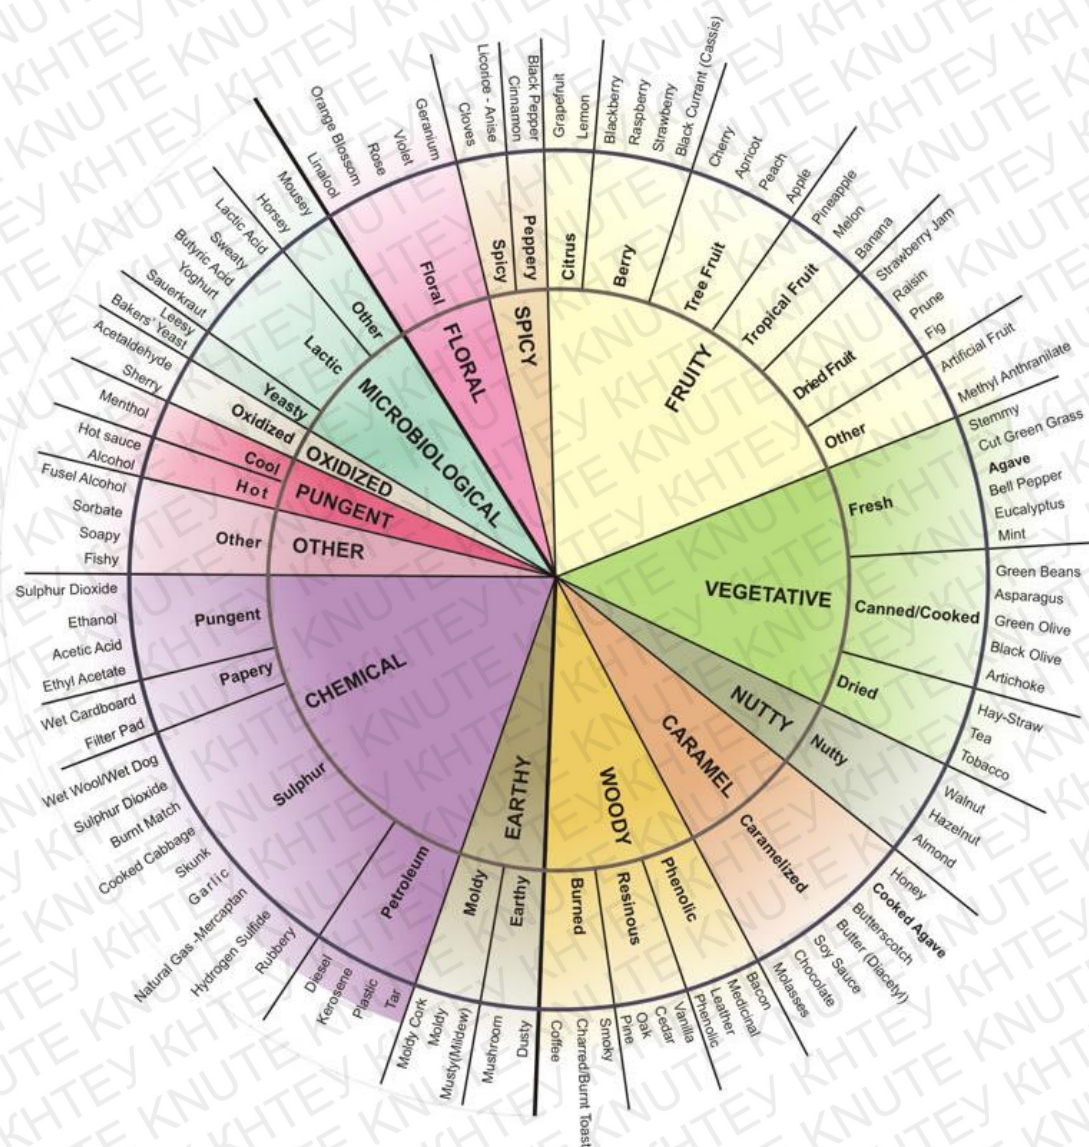 FRUITY
Citrus
Grapefruit
Lemon
Berry
Blackberry
Raspberry
Strawberry
Black Currant (Cassis)
Tree Fruit
Cherry
Apricot
Peach
Apple
Tropical Fruit
Pineapple
Melon
Banana
Dried Fruit
Strawberry Jam
Raisin
Prune
Fig
Other
Artificial Fruit
Methyl Anthranilate
VEGETATIVE
Fresh
Stemmy
Cut Green Grass
Agave
Bell Pepper
Eucalyptus
Mint
Canned/Cooked
Green Beans
Asparagus
Green Olive
Black Olive
Artichoke
Dried
Hay-Straw
Tea
Tobacco
NUTTY
Nutty
Walnut
Hazelnut
Almond
CARAMEL
Caramelized
Honey
Cooked Agave
Butterscotch
Butter (Diacetyl)
Soy Sauce
Chocolate
Molasses
WOODY
Phenolic
Bacon
Medicinal
Leather
Phenolic
Resinous
Vanilla
Cedar
Oak
Pine
Burned
Smoky
Charred/Burnt Toast
Coffee
EARTHY
Earthy
Dusty
Mushroom
Moldy
Musty(Mildew)
Moldy
Moldy Cork
CHEMICAL
Petroleum
Tar
Plastic
Kerosene
Diesel
Sulphur
Rubbery
Hydrogen Sulfide
Natural Gas -Mercaptan
Garlic
Skunk
Cooked Cabbage
Burnt Match
Sulphur Dioxide
Wet Wool/Wet Dog
Papery
Filter Pad
Wet Cardboard
Pungent
Ethyl Acetate
Acetic Acid
Ethanol
Sulphur Dioxide
OTHER
Other
Fishy
Soapy
Sorbate
Fusel Alcohol
PUNGENT
Hot
Alcohol
Hot sauce
Cool
Menthol
OXIDIZED
Oxidized
Sherry
Acetaldehyde
MICROBIOLOGICAL
Yeasty
Bakers' Yeast
Leesy
Lactic
Sauerkraut
Yoghurt
Butyric Acid
Sweaty
Lactic Acid
Other
Horsey
Mousey
FLORAL
Floral
Linalool
Orange Blossom
Rose
Violet
Geranium
SPICY
Spicy
Cloves
Licorice - Anise
Peppery
Cinnamon
Black Pepper
KNUTE КНТЕУ